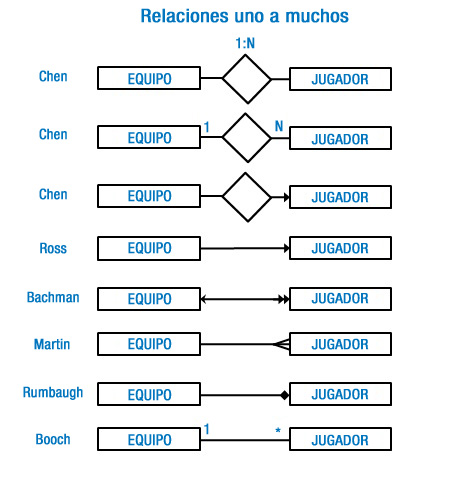 Relaciones uno a muchos
1:N
Chen EQUIPO JUGADOR
Chen EQUIPO 1 N JUGADOR
Chen EQUIPO JUGADOR
Ross EQUIPO JUGADOR
Bachman EQUIPO JUGADOR
Martin EQUIPO JUGADOR
Rumbaugh EQUIPO JUGADOR
Booch EQUIPO 1 * JUGADOR